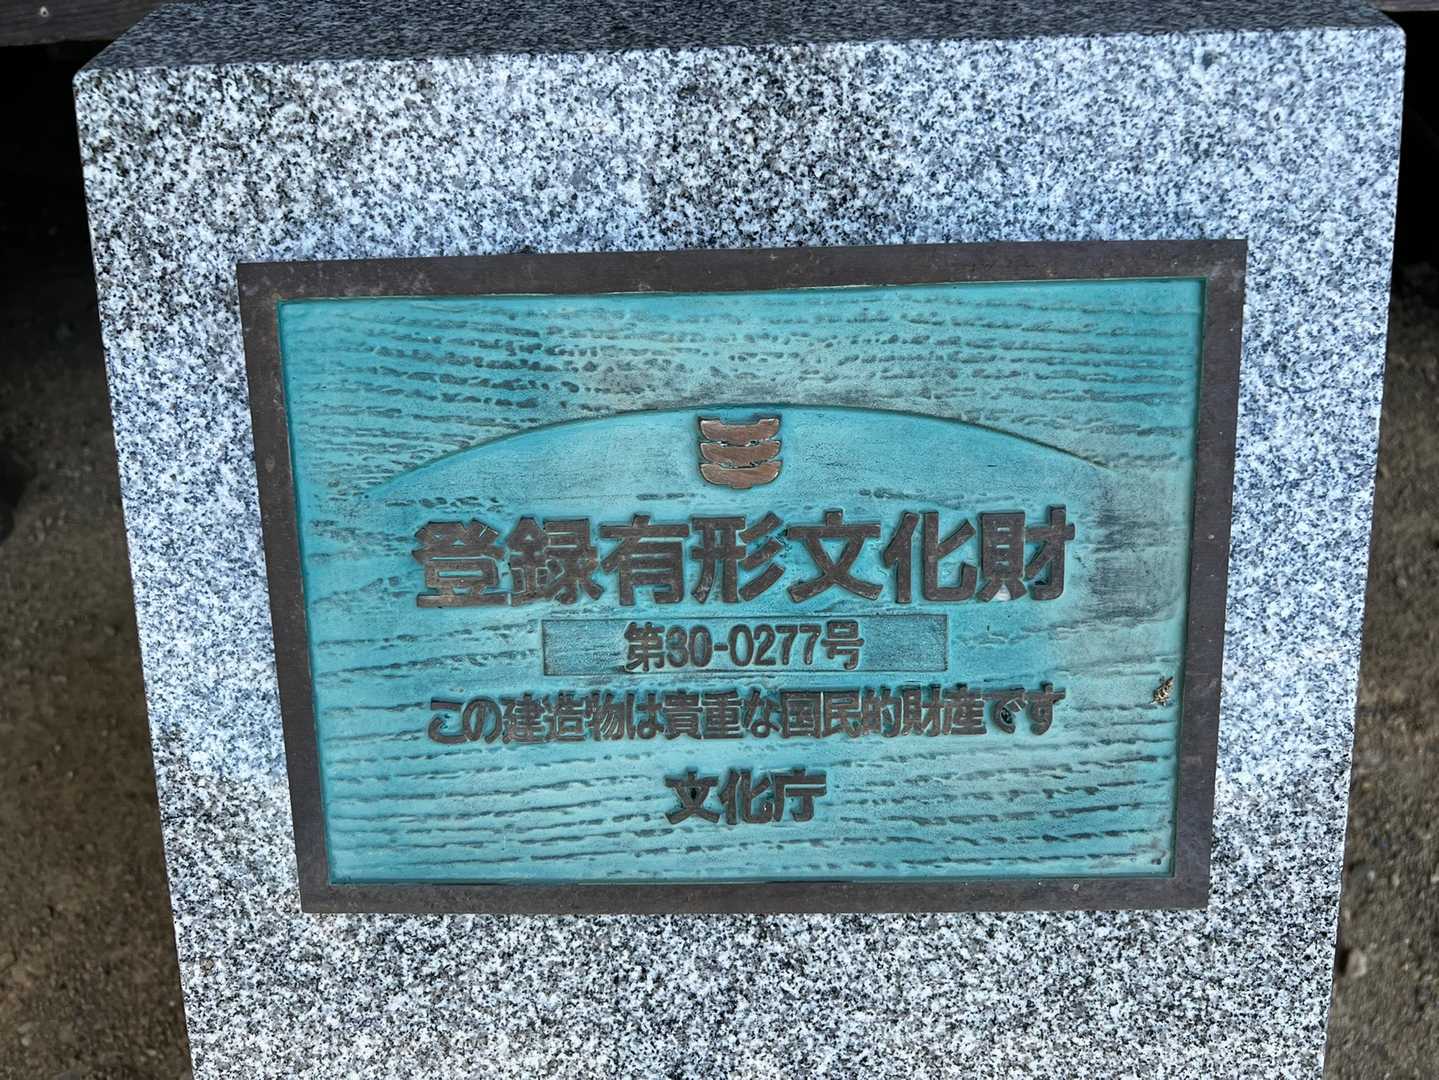 登録有形文化財
第30-0277号
この建造物は貴重な国民的財産です
文化庁